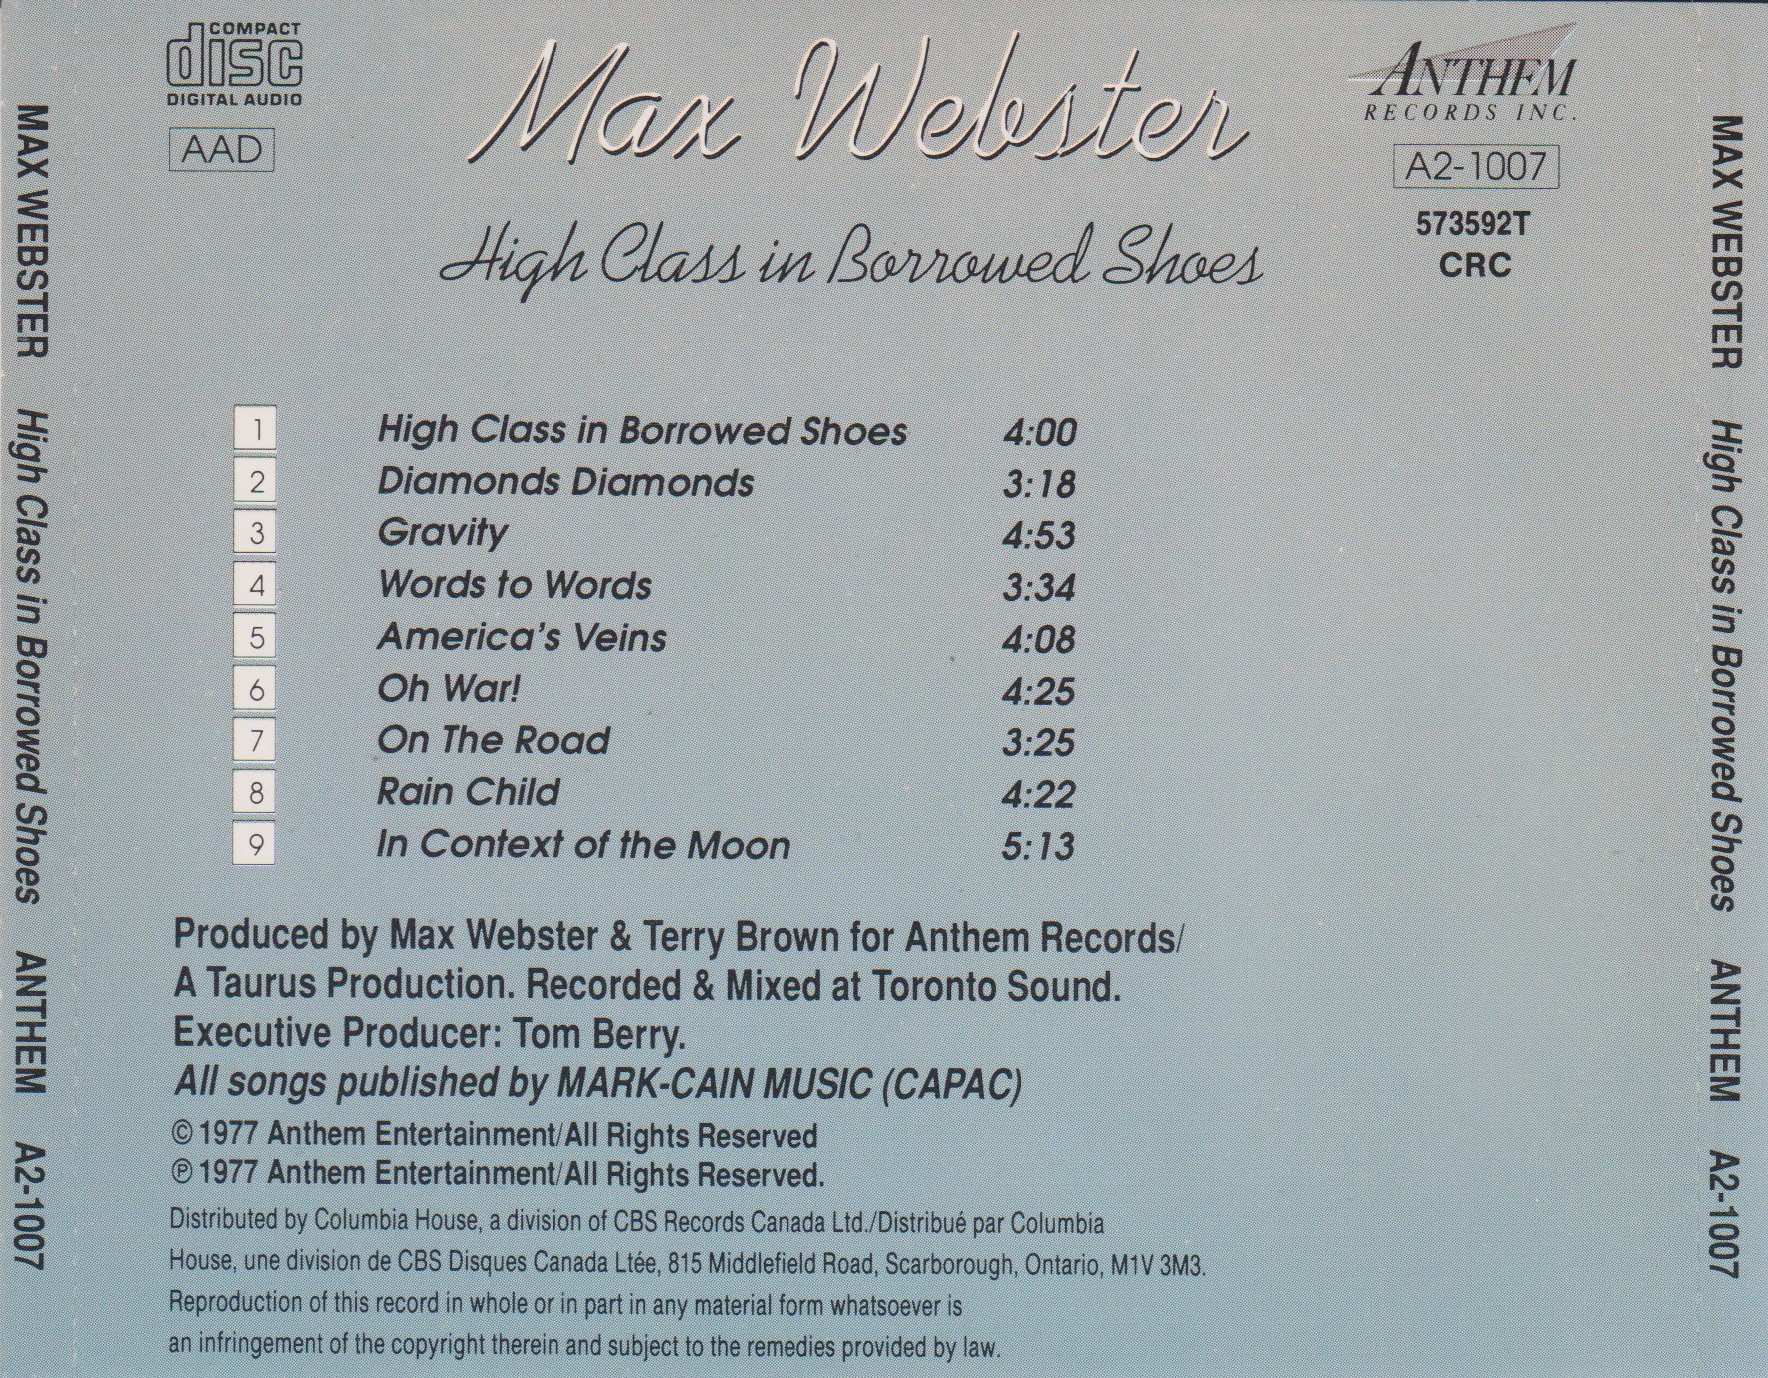 COMPACT
disc
DIGITAL AUDIO
AAD
Max Webster
High Class in Borrowed Shoes
ANTHEM
RECORDS INC.
A2-1007
573592T
CRC
MAX WEBSTER High Class in Borrowed Shoes ANTHEM A2-1007
1 High Class in Borrowed Shoes 4:00
2 Diamonds Diamonds 3:18
3 Gravity 4:53
4 Words to Words 3:34
5 America's Veins 4:08
6 Oh War! 4:25
7 On The Road 3:25
8 Rain Child 4:22
9 In Context of the Moon 5:13
Produced by Max Webster & Terry Brown for Anthem Records/
A Taurus Production. Recorded & Mixed at Toronto Sound.
Executive Producer: Tom Berry.
All songs published by MARK-CAIN MUSIC (CAPAC)
© 1977 Anthem Entertainment/All Rights Reserved
℗ 1977 Anthem Entertainment/All Rights Reserved.
Distributed by Columbia House, a division of CBS Records Canada Ltd./Distribué par Columbia
House, une division de CBS Disques Canada Ltée, 815 Middlefield Road, Scarborough, Ontario, M1V 3M3.
Reproduction of this record in whole or in part in any material form whatsoever is
an infringement of the copyright therein and subject to the remedies provided by law.
MAX WEBSTER High Class in Borrowed Shoes ANTHEM A2-1007